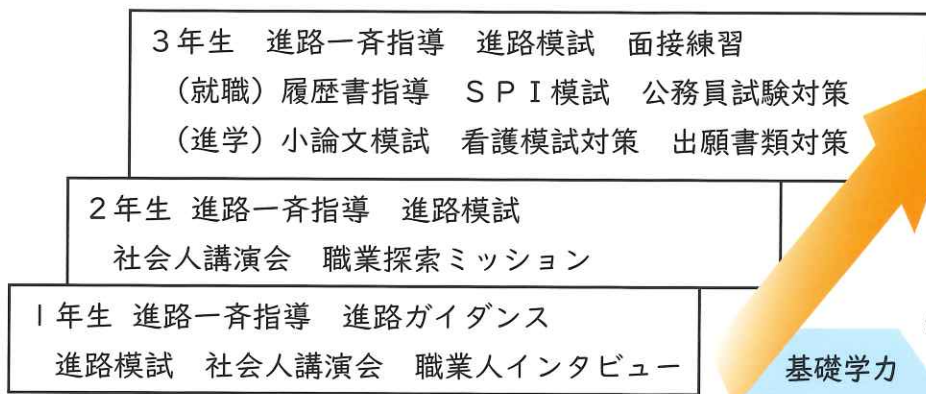 ３年生　進路一斉指導　進路模試　面接練習
（就職）履歴書指導　ＳＰＩ模試　公務員試験対策
（進学）小論文模試　看護模試対策　出願書類対策
２年生　進路一斉指導　進路模試
社会人講演会　職業探索ミッション
１年生　進路一斉指導　進路ガイダンス
進路模試　社会人講演会　職業人インタビュー
基礎学力